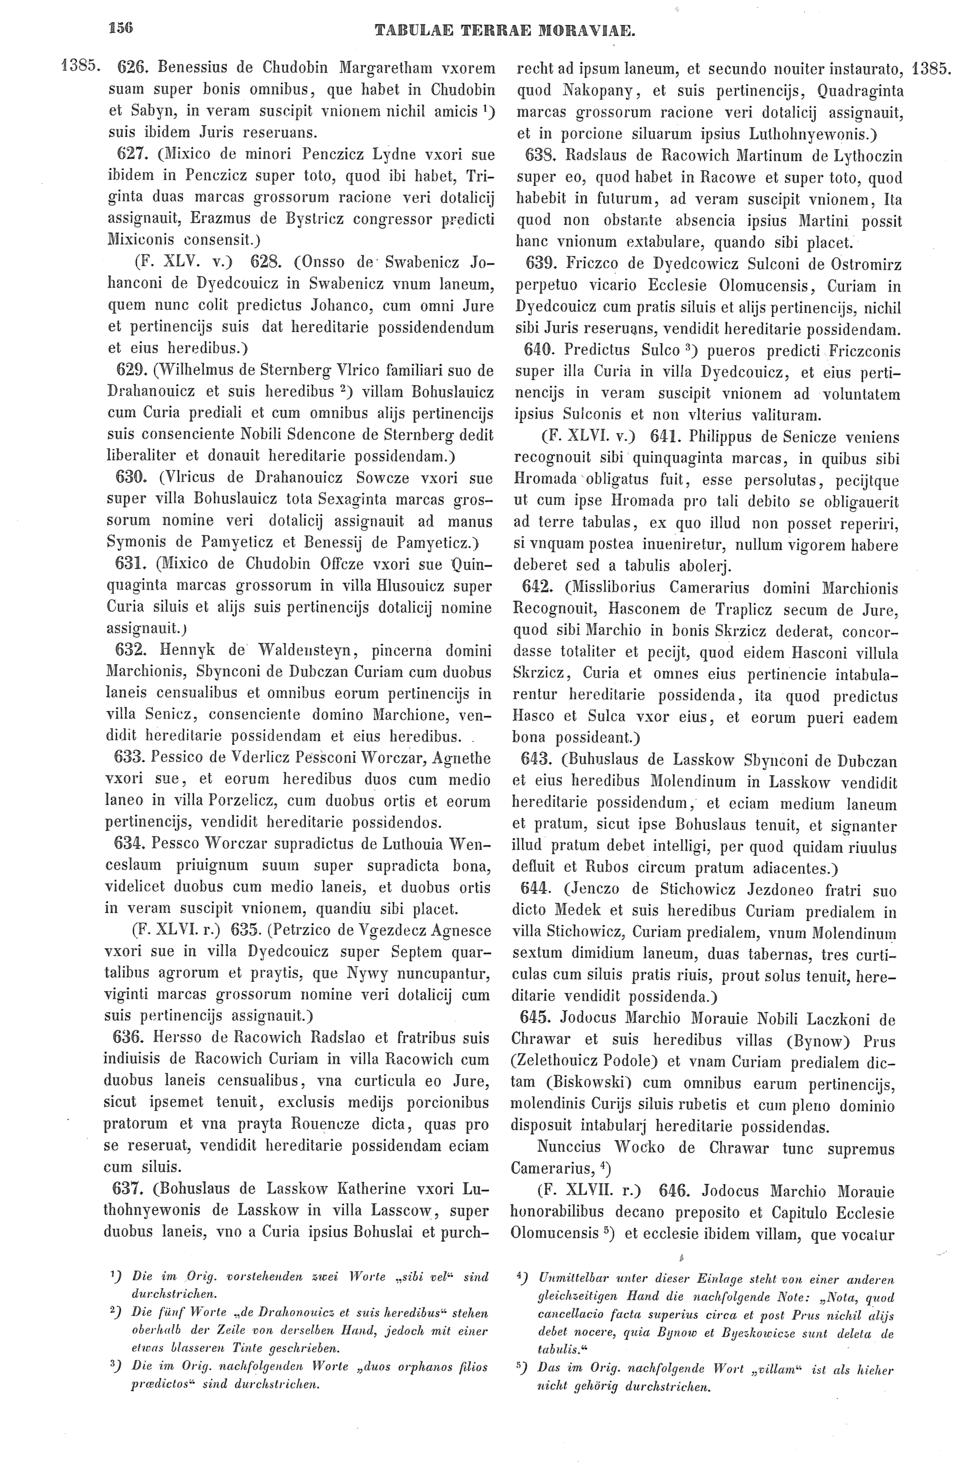 156
TABULAE TERRAE MORAVIAE.
1385. 626. Benessius de Chudobin Margaretham vxorem
suam super bonis omnibus, que habet in Chudobin
et Sabyn, in veram suscipit vnionem nichil amicis ¹)
suis ibidem Juris reseruans.
627. (Mixico de minori Penczicz Lydne vxori sue
ibidem in Penczicz super toto, quod ibi habet, Tri-
ginta duas marcas grossorum racione veri dotalicij
assignauit, Erazmus de Bystricz congressor predicti
Mixiconis consensit.)
(F. XLV. v.) 628. (Onsso de Swabenicz Jo-
hanconi de Dyedcouicz in Swabenicz vnum laneum,
quem nunc colit predictus Johanco, cum omni Jure
et pertinencijs suis dat hereditarie possidendendum
et eius heredibus.)
629. (Wilhelmus de Sternberg Vlrico familiari suo de
Drahanouicz et suis heredibus ²) villam Bohuslauicz
cum Curia prediali et cum omnibus alijs pertinencijs
suis consenciente Nobili Sdencone de Sternberg dedit
liberaliter et donauit hereditarie possidendam.)
630. (Vlricus de Drahanouicz Sowcze vxori sue
super villa Bohuslauicz tota Sexaginta marcas gros-
sorum nomine veri dotalicij assignauit ad manus
Symonis de Pamyeticz et Benessij de Pamyeticz.)
631. (Mixico de Chudobin Offcze vxori sue Quin-
quaginta marcas grossorum in villa Hlusouicz super
Curia siluis et alijs suis pertinencijs dotalicij nomine
assignauit.)
632. Hennyk de Waldensteyn, pincerna domini
Marchionis, Sbynconi de Dubczan Curiam cum duobus
laneis censualibus et omnibus eorum pertinencijs in
villa Senicz, consenciente domino Marchione, ven-
didit hereditarie possidendam et eius heredibus.
633. Pessico de Vderlicz Pessconi Worczar, Agnethe
vxori sue, et eorum heredibus duos cum medio
laneo in villa Porzelicz, cum duobus ortis et eorum
pertinencijs, vendidit hereditarie possidendos.
634. Pessco Worczar supradictus de Luthouia Wen-
ceslaum priuignum suum super supradicta bona,
videlicet duobus cum medio laneis, et duobus ortis
in veram suscipit vnionem, quandiu sibi placet.
(F. XLVI. r.) 635. (Petrzico de Vgezdecz Agnesce
vxori sue in villa Dyedcouicz super Septem quar-
talibus agrorum et praytis, que Nywy nuncupantur,
viginti marcas grossorum nomine veri dotalicij cum
suis pertinencijs assignauit.)
636. Hersso de Racowich Radslao et fratribus suis
indiuisis de Racowich Curiam in villa Racowich cum
duobus laneis censualibus, vna curticula eo Jure,
sicut ipsemet tenuit, exclusis medijs porcionibus
pratorum et vna prayta Rouencze dicta, quas pro
se reseruat, vendidit hereditarie possidendam eciam
cum siluis.
637. (Bohuslaus de Lasskow Katherine vxori Lu-
thohnyewonis de Lasskow in villa Lasscow, super
duobus laneis, vno a Curia ipsius Bohuslai et purch-
recht ad ipsum laneum, et secundo nouiter instaurato, 1385.
quod Nakopany, et suis pertinencijs, Quadraginta
marcas grossorum racione veri dotalicij assignauit,
et in porcione siluarum ipsius Luthohnyewonis.)
638. Radslaus de Racowich Martinum de Lythoczin
super eo, quod habet in Racowe et super toto, quod
habebit in futurum, ad veram suscipit vnionem, Ita
quod non obstante absencia ipsius Martini possit
hanc vnionum extabulare, quando sibi placet.
639. Friczco de Dyedcowicz Sulconi de Ostromirz
perpetuo vicario Ecclesie Olomucensis, Curiam in
Dyedcouicz cum pratis siluis et alijs pertinencijs, nichil
sibi Juris reseruans, vendidit hereditarie possidendam.
640. Predictus Sulco ³) pueros predicti Friczconis
super illa Curia in villa Dyedcouicz, et eius perti-
nencijs in veram suscipit vnionem ad voluntatem
ipsius Sulconis et non vlterius valituram.
(F. XLVI. v.) 641. Philippus de Senicze veniens
recognouit sibi quinquaginta marcas, in quibus sibi
Hromada obligatus fuit, esse persolutas, pecijtque
ut cum ipse Hromada pro tali debito se obligauerit
ad terre tabulas, ex quo illud non posset reperiri,
si vnquam postea inueniretur, nullum vigorem habere
deberet sed a tabulis abolerj.
642. (Missliborius Camerarius domini Marchionis
Recognouit, Hasconem de Traplicz secum de Jure,
quod sibi Marchio in bonis Skrzicz dederat, concor-
dasse totaliter et pecijt, quod eidem Hasconi villula
Skrzicz, Curia et omnes eius pertinencie intabula-
rentur hereditarie possidenda, ita quod predictus
Hasco et Sulca vxor eius, et eorum pueri eadem
bona possideant.)
643. (Buhuslaus de Lasskow Sbynconi de Dubczan
et eius heredibus Molendinum in Lasskow vendidit
hereditarie possidendum, et eciam medium laneum
et pratum, sicut ipse Bohuslaus tenuit, et signanter
illud pratum debet intelligi, per quod quidam riuulus
defluit et Rubos circum pratum adiacentes.)
644. (Jenczo de Stichowicz Jezdoneo fratri suo
dicto Medek et suis heredibus Curiam predialem in
villa Stichowicz, Curiam predialem, vnum Molendinum
sextum dimidium laneum, duas tabernas, tres curti-
culas cum siluis pratis riuis, prout solus tenuit, here-
ditarie vendidit possidenda.)
645. Jodocus Marchio Morauie Nobili Laczkoni de
Chrawar et suis heredibus villas (Bynow) Prus
(Zelethouicz Podole) et vnam Curiam predialem dic-
tam (Biskowski) cum omnibus earum pertinencijs,
molendinis Curijs siluis rubetis et cum pleno dominio
disposuit intabularj hereditarie possidendas.
Nunccius Wocko de Chrawar tunc supremus
Camerarius, ⁴)
(F. XLVII. r.) 646. Jodocus Marchio Morauie
honorabilibus decano preposito et Capitulo Ecclesie
Olomucensis ⁵) et ecclesie ibidem villam, que vocatur
¹) Die im Orig. vorstehenden zwei Worte „sibi vel“ sind
durchstrichen.
²) Die fünf Worte „de Drahonouicz et suis heredibus“ stehen
oberhalb der Zeile von derselben Hand, jedoch mit einer
etwas blasseren Tinte geschrieben.
³) Die im Orig. nachfolgenden Worte „duos orphanos filios
prædictos“ sind durchstrichen.
⁴) Unmittelbar unter dieser Einlage steht von einer anderen
gleichzeitigen Hand die nachfolgende Note: „Nota, quod
cancellacio facta superius circa et post Prus nichil alijs
debet nocere, quia Bynow et Byezkowicze sunt deleta de
tabulis.“
⁵) Das im Orig. nachfolgende Wort „villam“ ist als hieher
nicht gehörig durchstrichen.